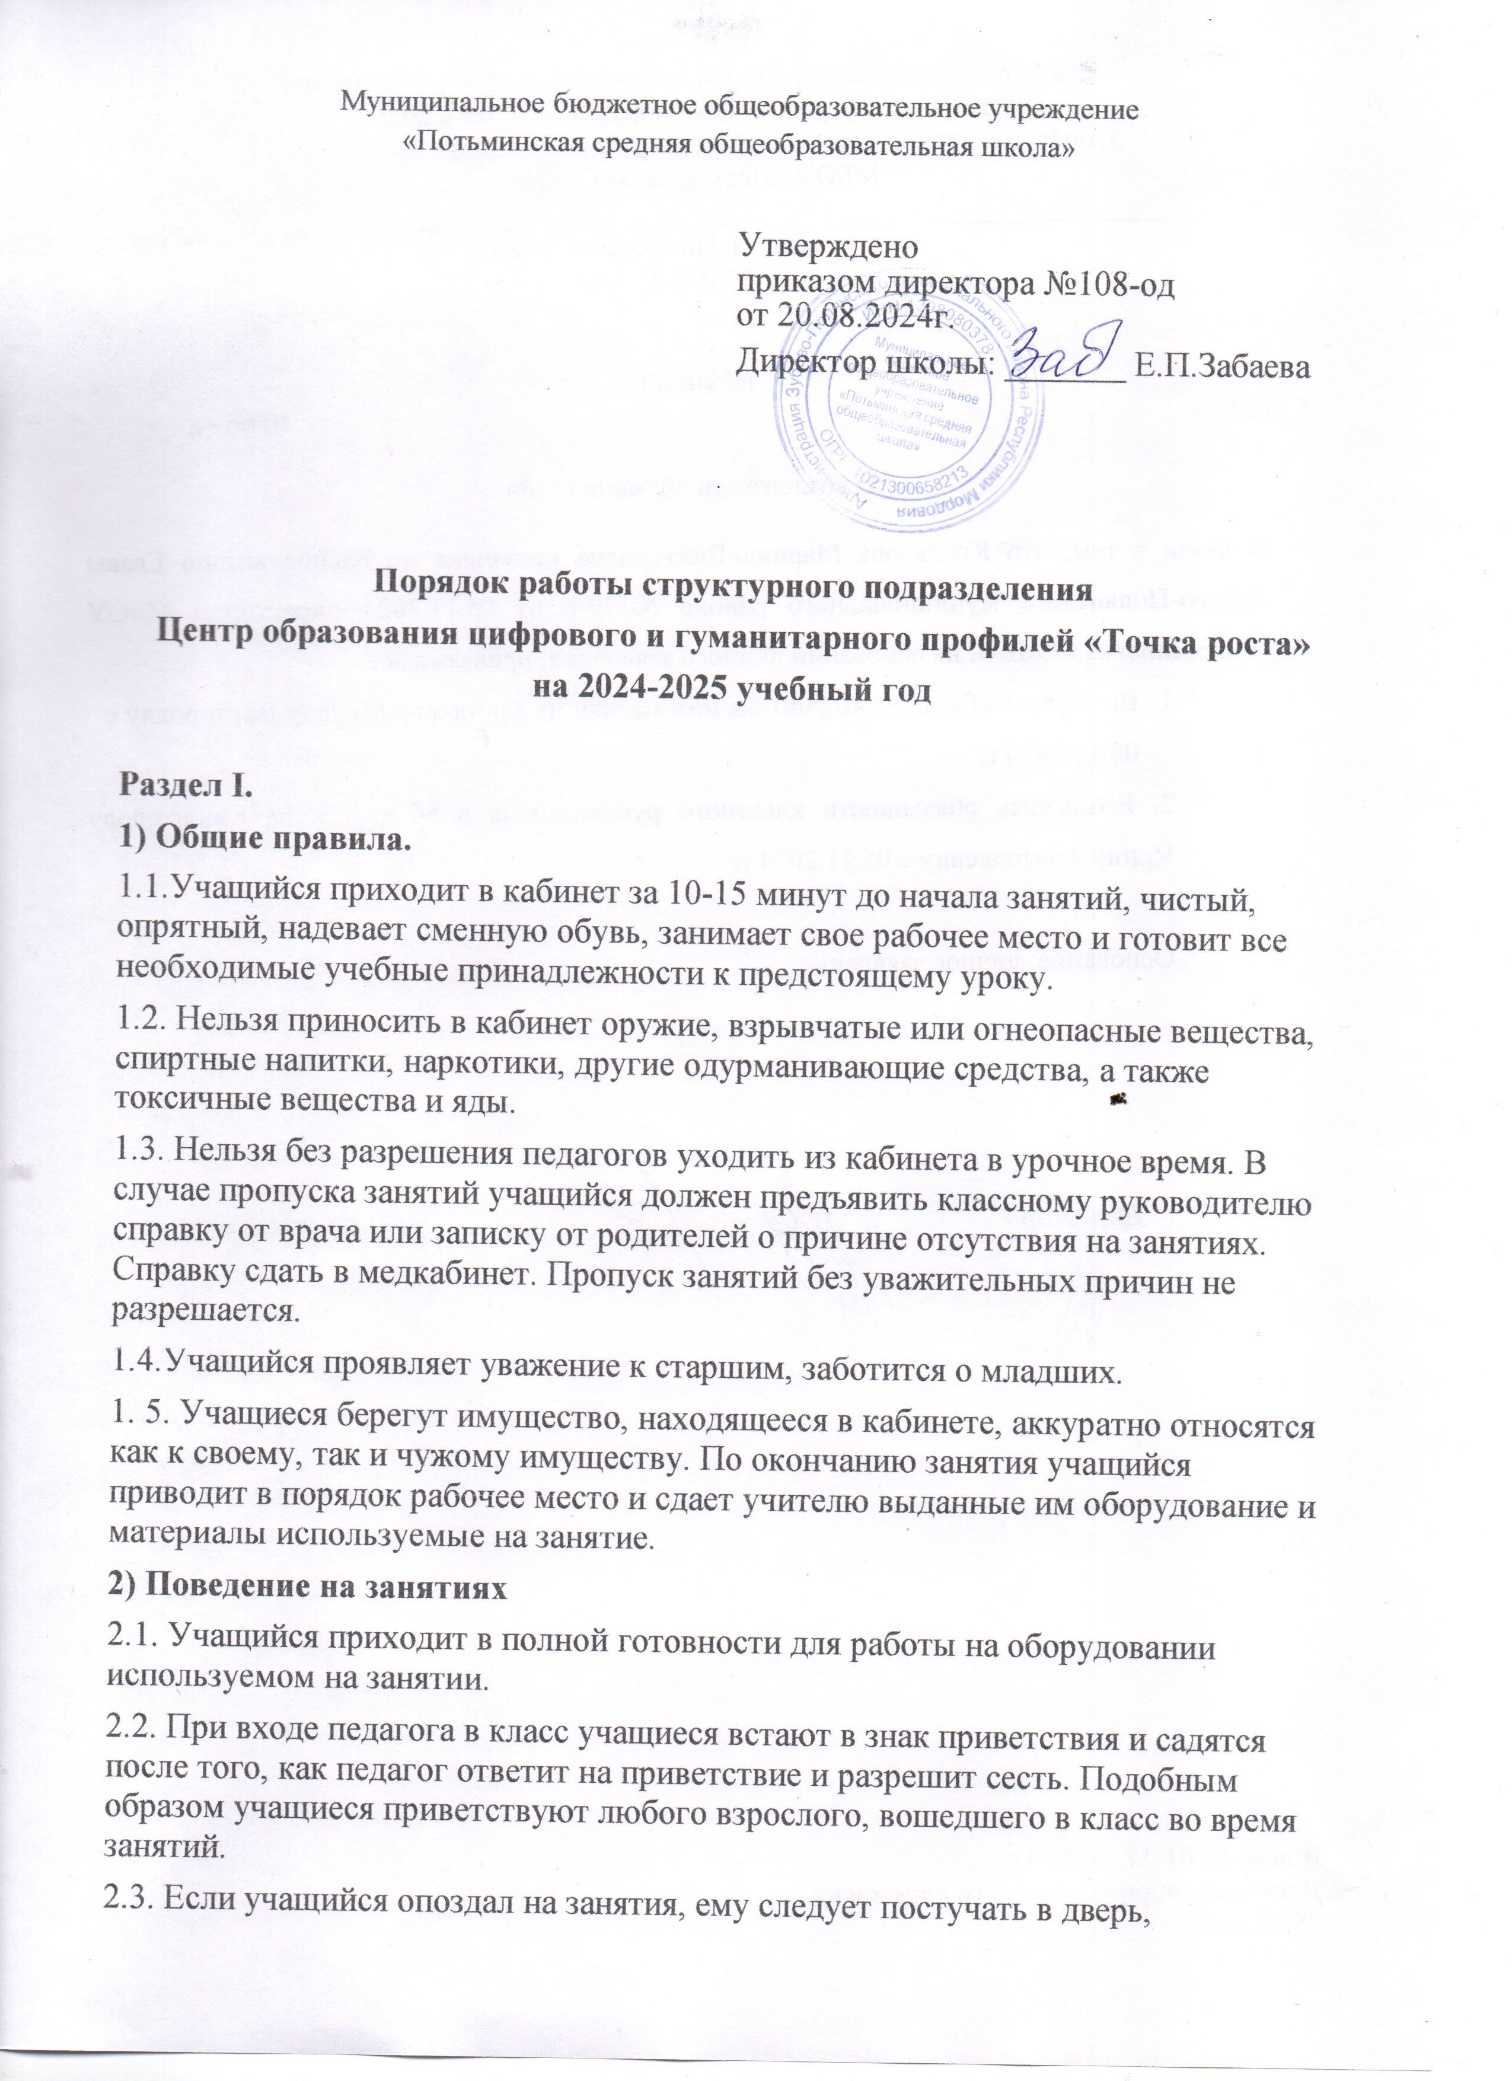 Муниципальное бюджетное общеобразовательное учреждение
«Потьминская средняя общеобразовательная школа»
Утверждено
приказом директора №108-од
от 20.08.2024г.
Директор школы: Заб Е.П.Забаева
Муниципальное
общеобразовательное
учреждение
«Потьминская средняя
общеобразовательная
школа»
1021300658213
Республики Мордовия
Порядок работы структурного подразделения
Центр образования цифрового и гуманитарного профилей «Точка роста»
на 2024-2025 учебный год
Раздел I.
1) Общие правила.
1.1.Учащийся приходит в кабинет за 10-15 минут до начала занятий, чистый,
опрятный, надевает сменную обувь, занимает свое рабочее место и готовит все
необходимые учебные принадлежности к предстоящему уроку.
1.2. Нельзя приносить в кабинет оружие, взрывчатые или огнеопасные вещества,
спиртные напитки, наркотики, другие одурманивающие средства, а также
токсичные вещества и яды.
1.3. Нельзя без разрешения педагогов уходить из кабинета в урочное время. В
случае пропуска занятий учащийся должен предъявить классному руководителю
справку от врача или записку от родителей о причине отсутствия на занятиях.
Справку сдать в медкабинет. Пропуск занятий без уважительных причин не
разрешается.
1.4.Учащийся проявляет уважение к старшим, заботится о младших.
1. 5. Учащиеся берегут имущество, находящееся в кабинете, аккуратно относятся
как к своему, так и чужому имуществу. По окончанию занятия учащийся
приводит в порядок рабочее место и сдает учителю выданные им оборудование и
материалы используемые на занятие.
2) Поведение на занятиях
2.1. Учащийся приходит в полной готовности для работы на оборудовании
используемом на занятии.
2.2. При входе педагога в класс учащиеся встают в знак приветствия и садятся
после того, как педагог ответит на приветствие и разрешит сесть. Подобным
образом учащиеся приветствуют любого взрослого, вошедшего в класс во время
занятий.
2.3. Если учащийся опоздал на занятия, ему следует постучать в дверь,